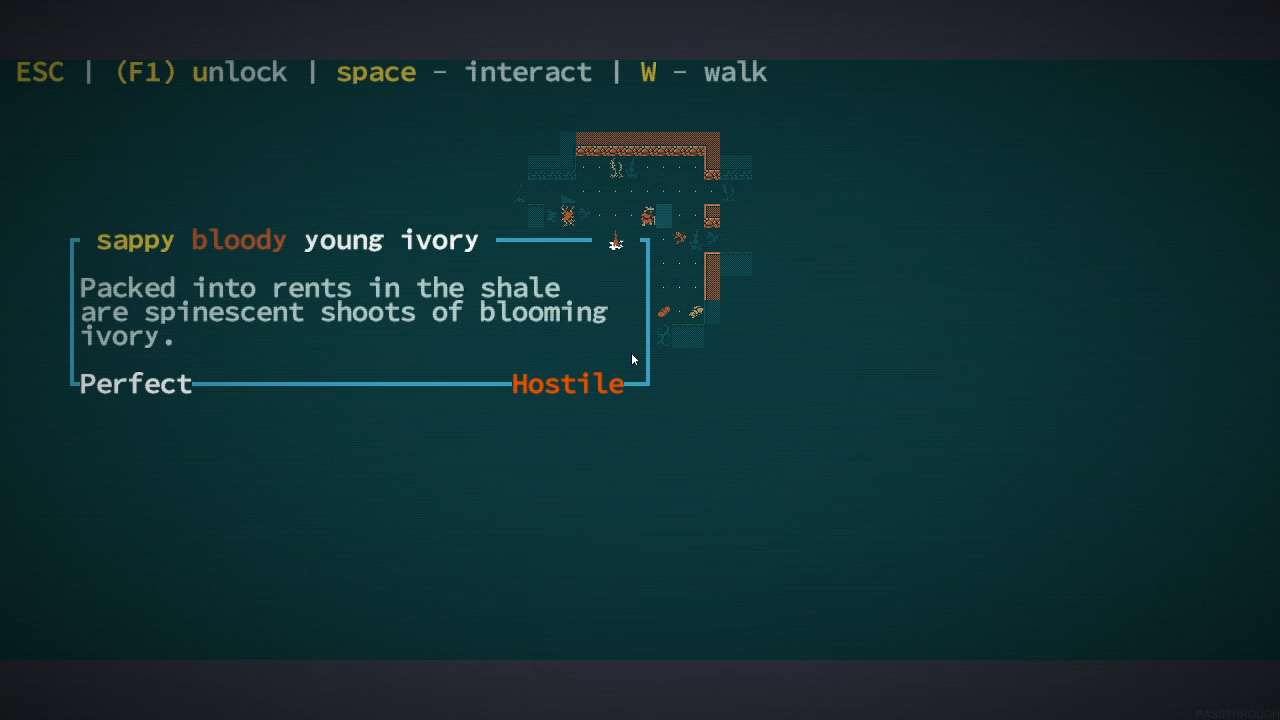 ESC | (F1) unlock | space - interact | W - walk
sappy bloody young ivory
Packed into rents in the shale
are spinescent shoots of blooming
ivory.
Perfect
Hostile
PASSTHROUGH